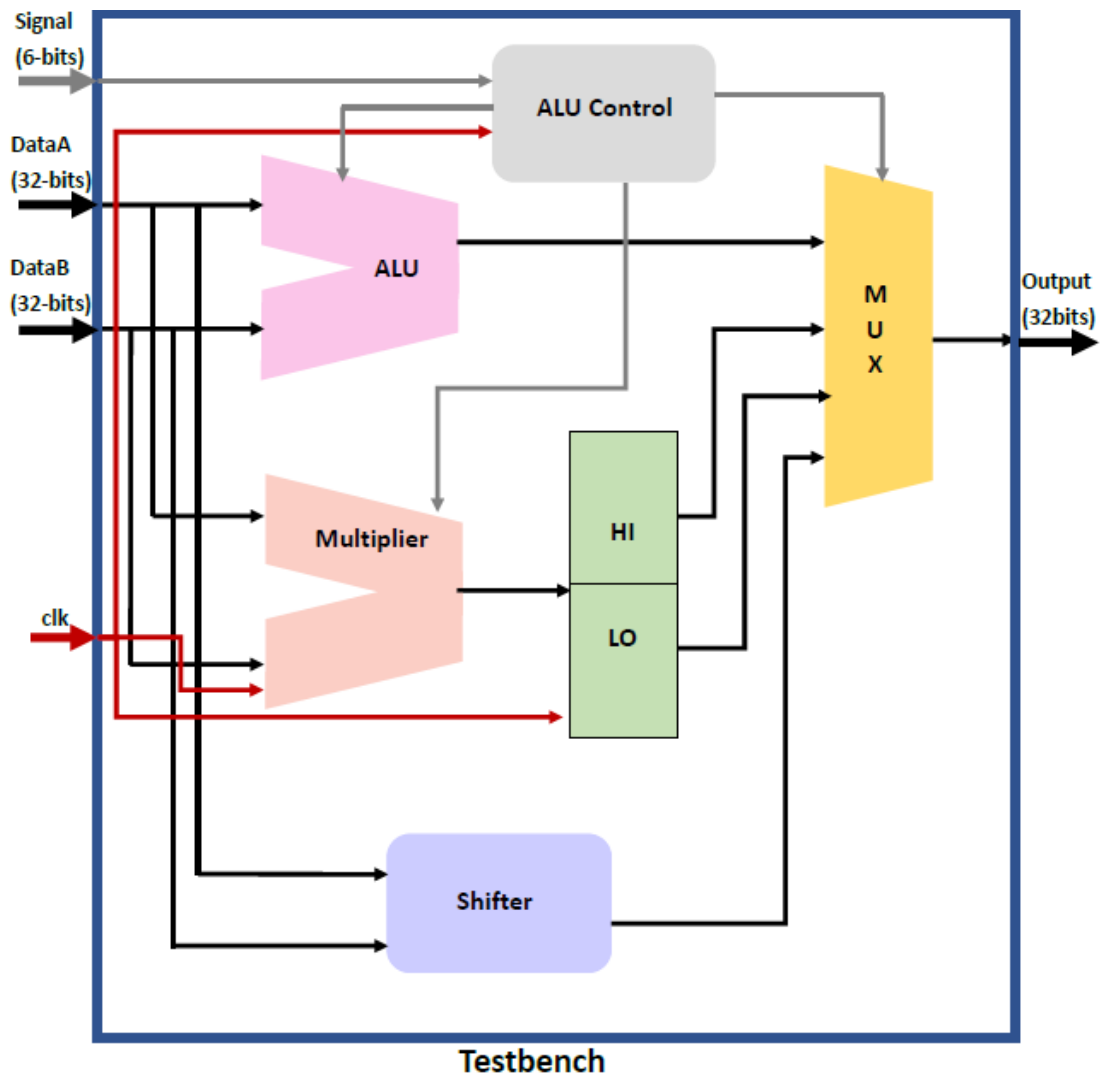 Signal
(6-bits)
ALU Control
DataA
(32-bits)
DataB
(32-bits)
ALU
M
U
X
Output
(32bits)
Multiplier
HI
clk
LO
Shifter
Testbench